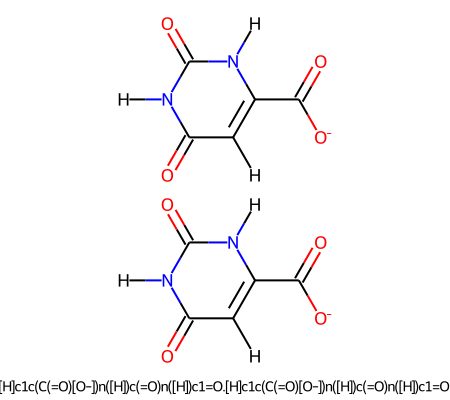 O H
N O
H N
O-
O H
O H
N O
H N
O-
O H
[H]c1c(C(=O)[O-])n([H])c(=O)n([H])c1=O.[H]c1c(C(=O)[O-])n([H])c(=O)n([H])c1=O